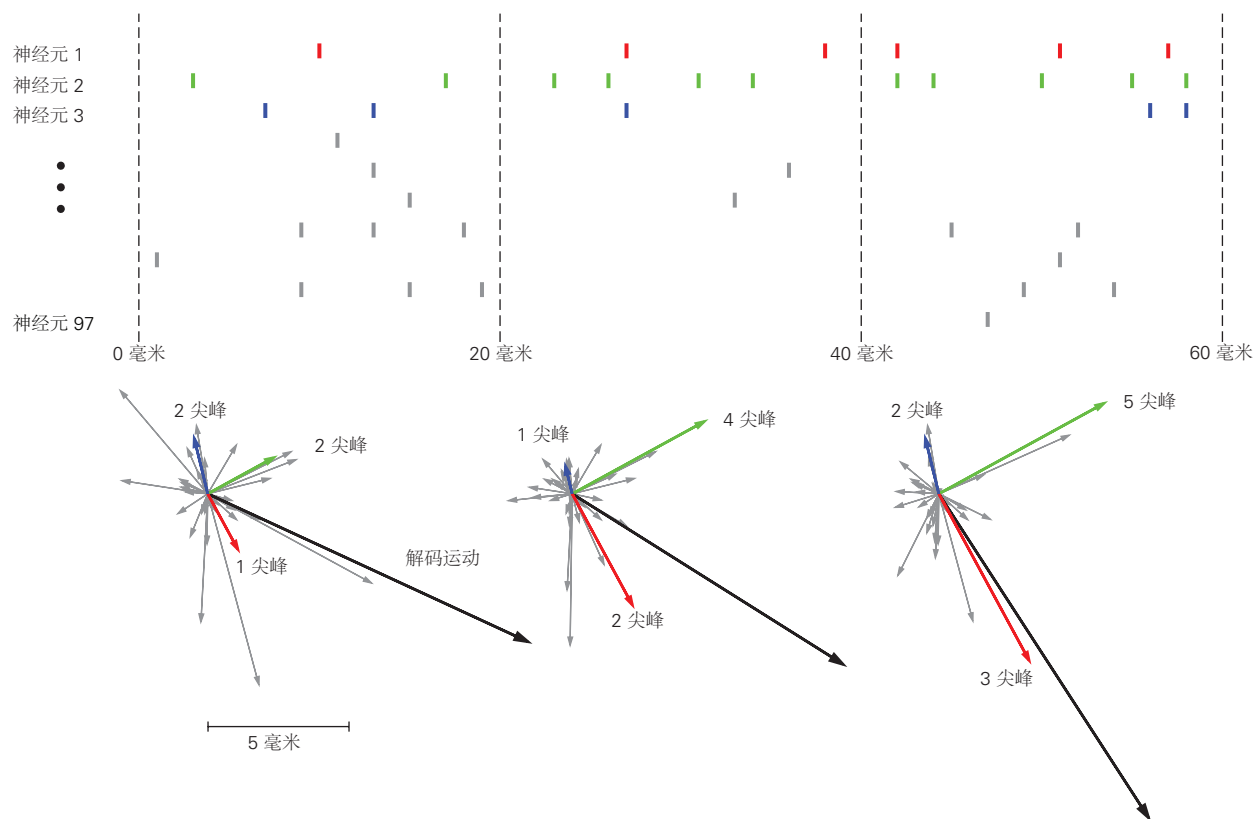 神经元 1
神经元 2
神经元 3
神经元 97
0 毫米
20 毫米
40 毫米
60 毫米
2 尖峰
2 尖峰
1 尖峰
解码运动
5 毫米
1 尖峰
4 尖峰
2 尖峰
2 尖峰
5 尖峰
3 尖峰